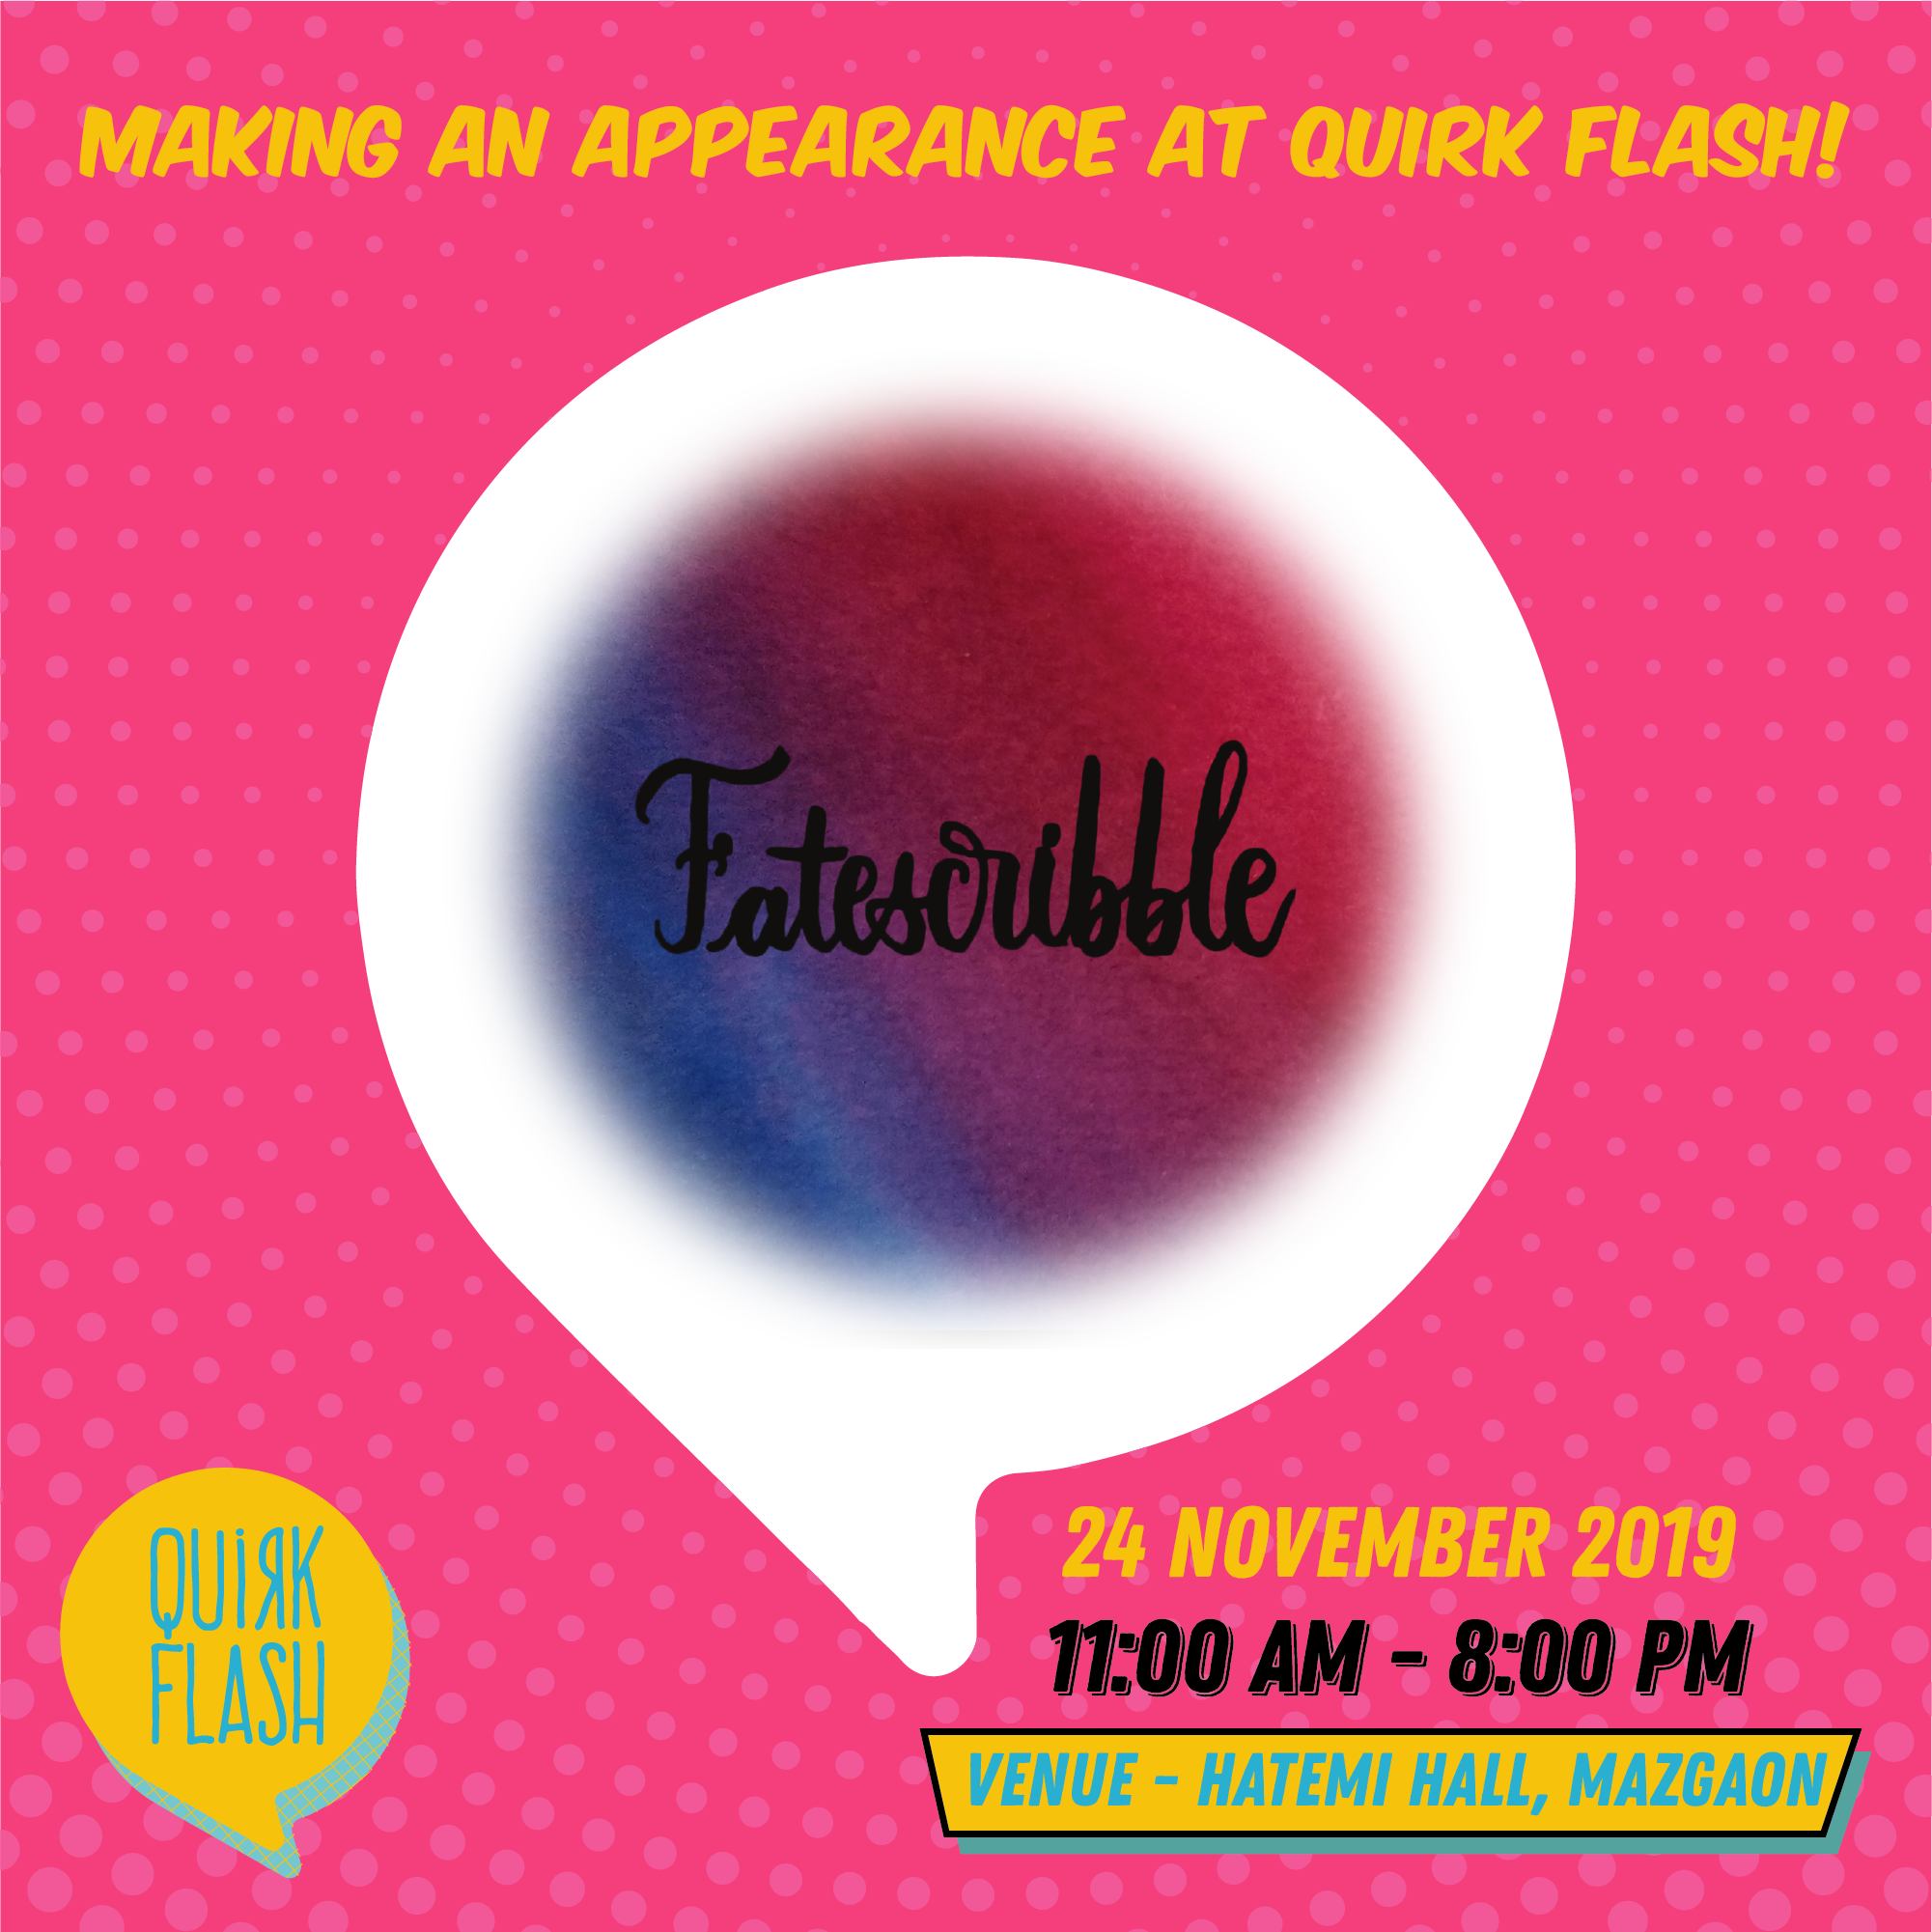 MAKING AN APPEARANCE AT QUIRK FLASH!
Fatescribble
24 NOVEMBER 2019
11:00 AM - 8:00 PM
VENUE - HATEMI HALL, MAZGAON
QUiRK
FLASH